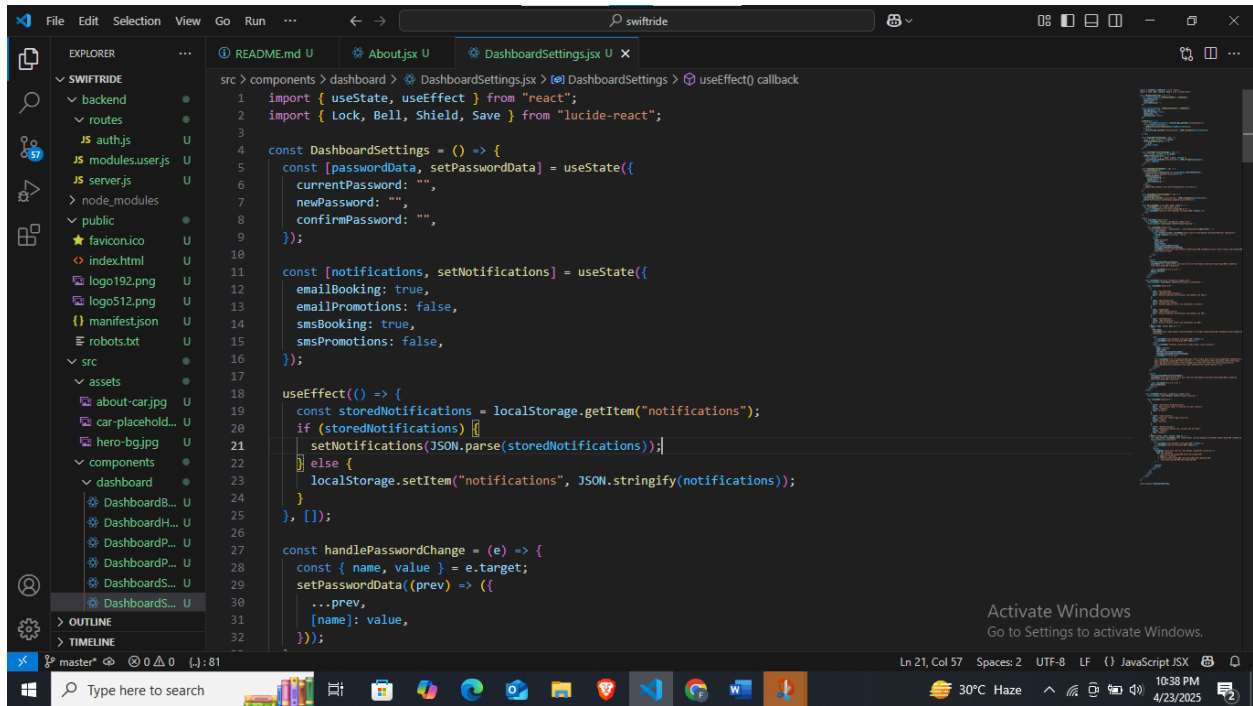 File Edit Selection View Go Run ··· ← → swiftride
EXPLORER ···
SWIFTRIDE
backend
routes
JS auth.js U
JS modules.user.js U
JS server.js U
node_modules
public
favicon.ico U
index.html U
logo192.png U
logo512.png U
{} manifest.json U
robots.txt U
src
assets
about-car.jpg U
car-placehold... U
hero-bg.jpg U
components
dashboard
DashboardB... U
DashboardH... U
DashboardP... U
DashboardP... U
DashboardS... U
DashboardS... U
OUTLINE
TIMELINE
57
README.md U About.jsx U DashboardSettings.jsx U
src > components > dashboard > DashboardSettings.jsx > DashboardSettings > useEffect() callback
1 import { useState, useEffect } from "react";
2 import { Lock, Bell, Shield, Save } from "lucide-react";
3
4 const DashboardSettings = () => {
5 const [passwordData, setPasswordData] = useState({
6 currentPassword: "",
7 newPassword: "",
8 confirmPassword: "",
9 });
10
11 const [notifications, setNotifications] = useState({
12 emailBooking: true,
13 emailPromotions: false,
14 smsBooking: true,
15 smsPromotions: false,
16 });
17
18 useEffect(() => {
19 const storedNotifications = localStorage.getItem("notifications");
20 if (storedNotifications) {
21 setNotifications(JSON.parse(storedNotifications));
22 } else {
23 localStorage.setItem("notifications", JSON.stringify(notifications));
24 }
25 }, []);
26
27 const handlePasswordChange = (e) => {
28 const { name, value } = e.target;
29 setPasswordData((prev) => ({
30 ...prev,
31 [name]: value,
32 }));
Activate Windows
Go to Settings to activate Windows.
master* 0 0 {..} : 81 Ln 21, Col 57 Spaces: 2 UTF-8 LF {} JavaScript JSX
Type here to search 30°C Haze 10:38 PM
4/23/2025
2